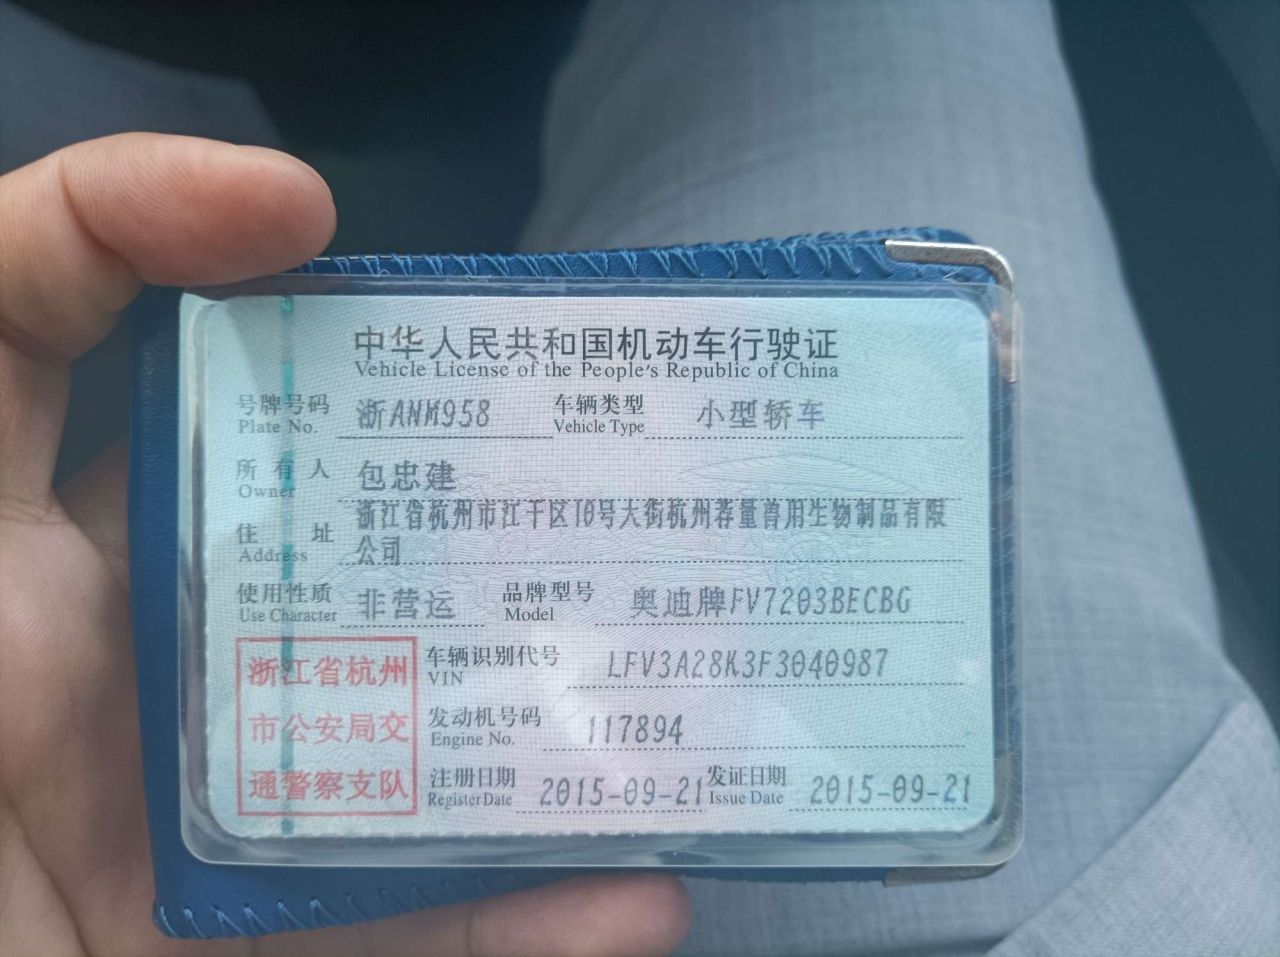 中华人民共和国机动车行驶证
Vehicle License of the People's Republic of China
号牌号码 浙ANM958 车辆类型 小型轿车
Plate No. Vehicle Type
所有人 包忠建
Owner
住址 浙江省杭州市江干区10号大街杭州荐量兽用生物制品有限
Address 公司
使用性质 非营运 品牌型号 奥迪牌FV7203BECBG
Use Character Model
浙江省杭州 车辆识别代号 LFV3A28K3F3040987
VIN
市公安局交 发动机号码 117894
Engine No.
通警察支队 注册日期 2015-09-21 发证日期 2015-09-21
Register Date Issue Date